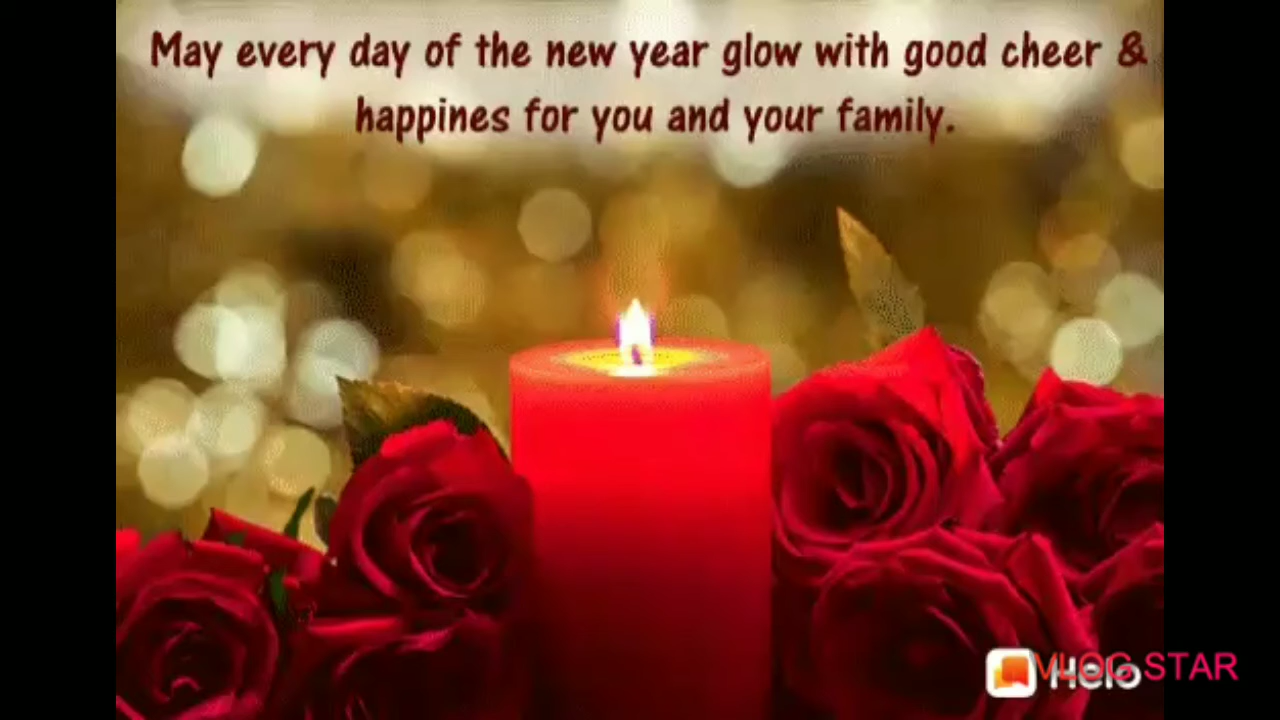 May every day of the new year glow with good cheer &
happines for you and your family.
Helo
VLOG STAR